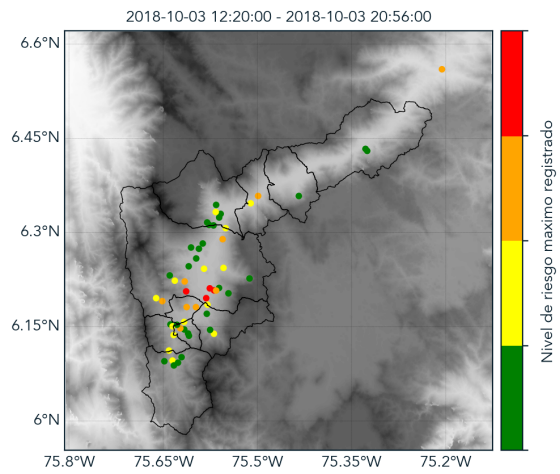 2018-10-03 12:20:00 - 2018-10-03 20:56:00
6.6°N
6.45°N
6.3°N
6.15°N
6°N
75.8°W
75.65°W
75.5°W
75.35°W
75.2°W
Nivel de riesgo maximo registrado